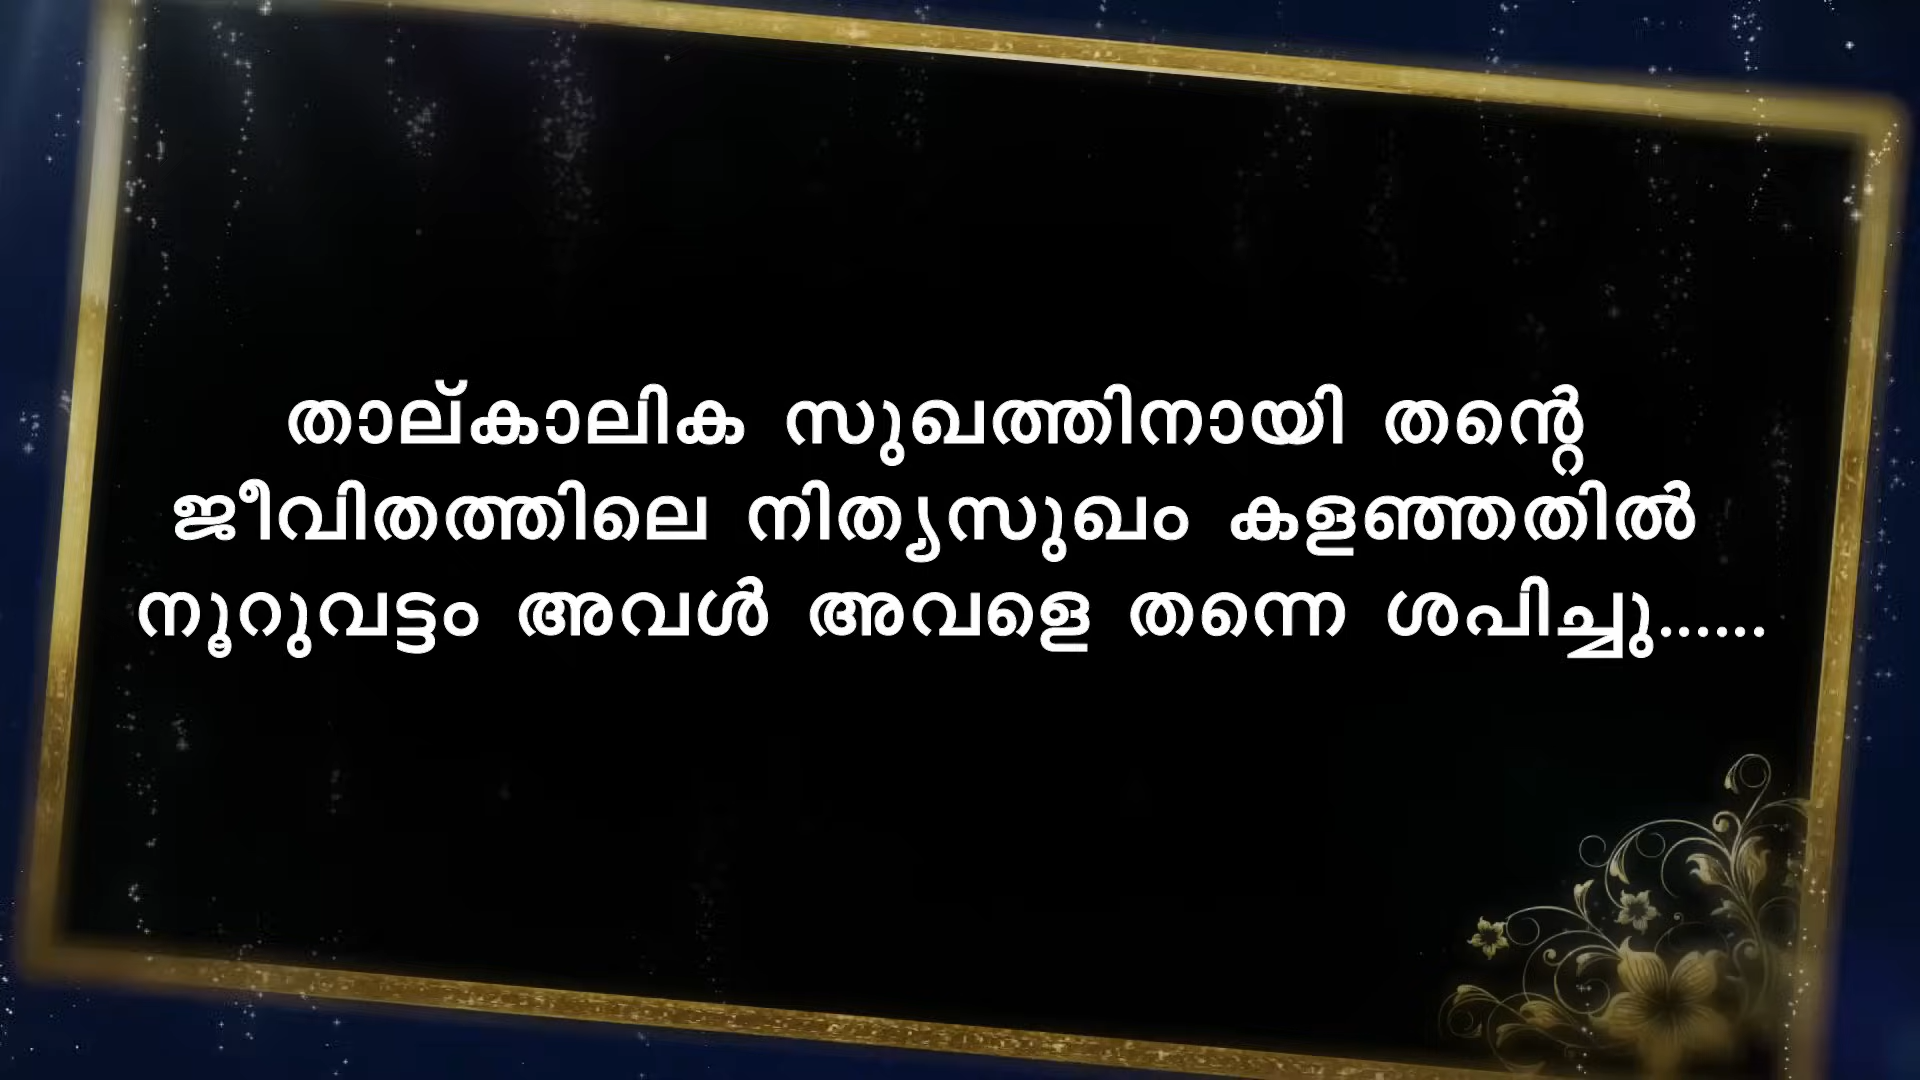 താല്കാലിക സുഖത്തിനായി തന്റെ
ജീവിതത്തിലെ നിത്യസുഖം കളഞ്ഞതിൽ
നൂറുവട്ടം അവൾ അവളെ തന്നെ ശപിച്ചു......